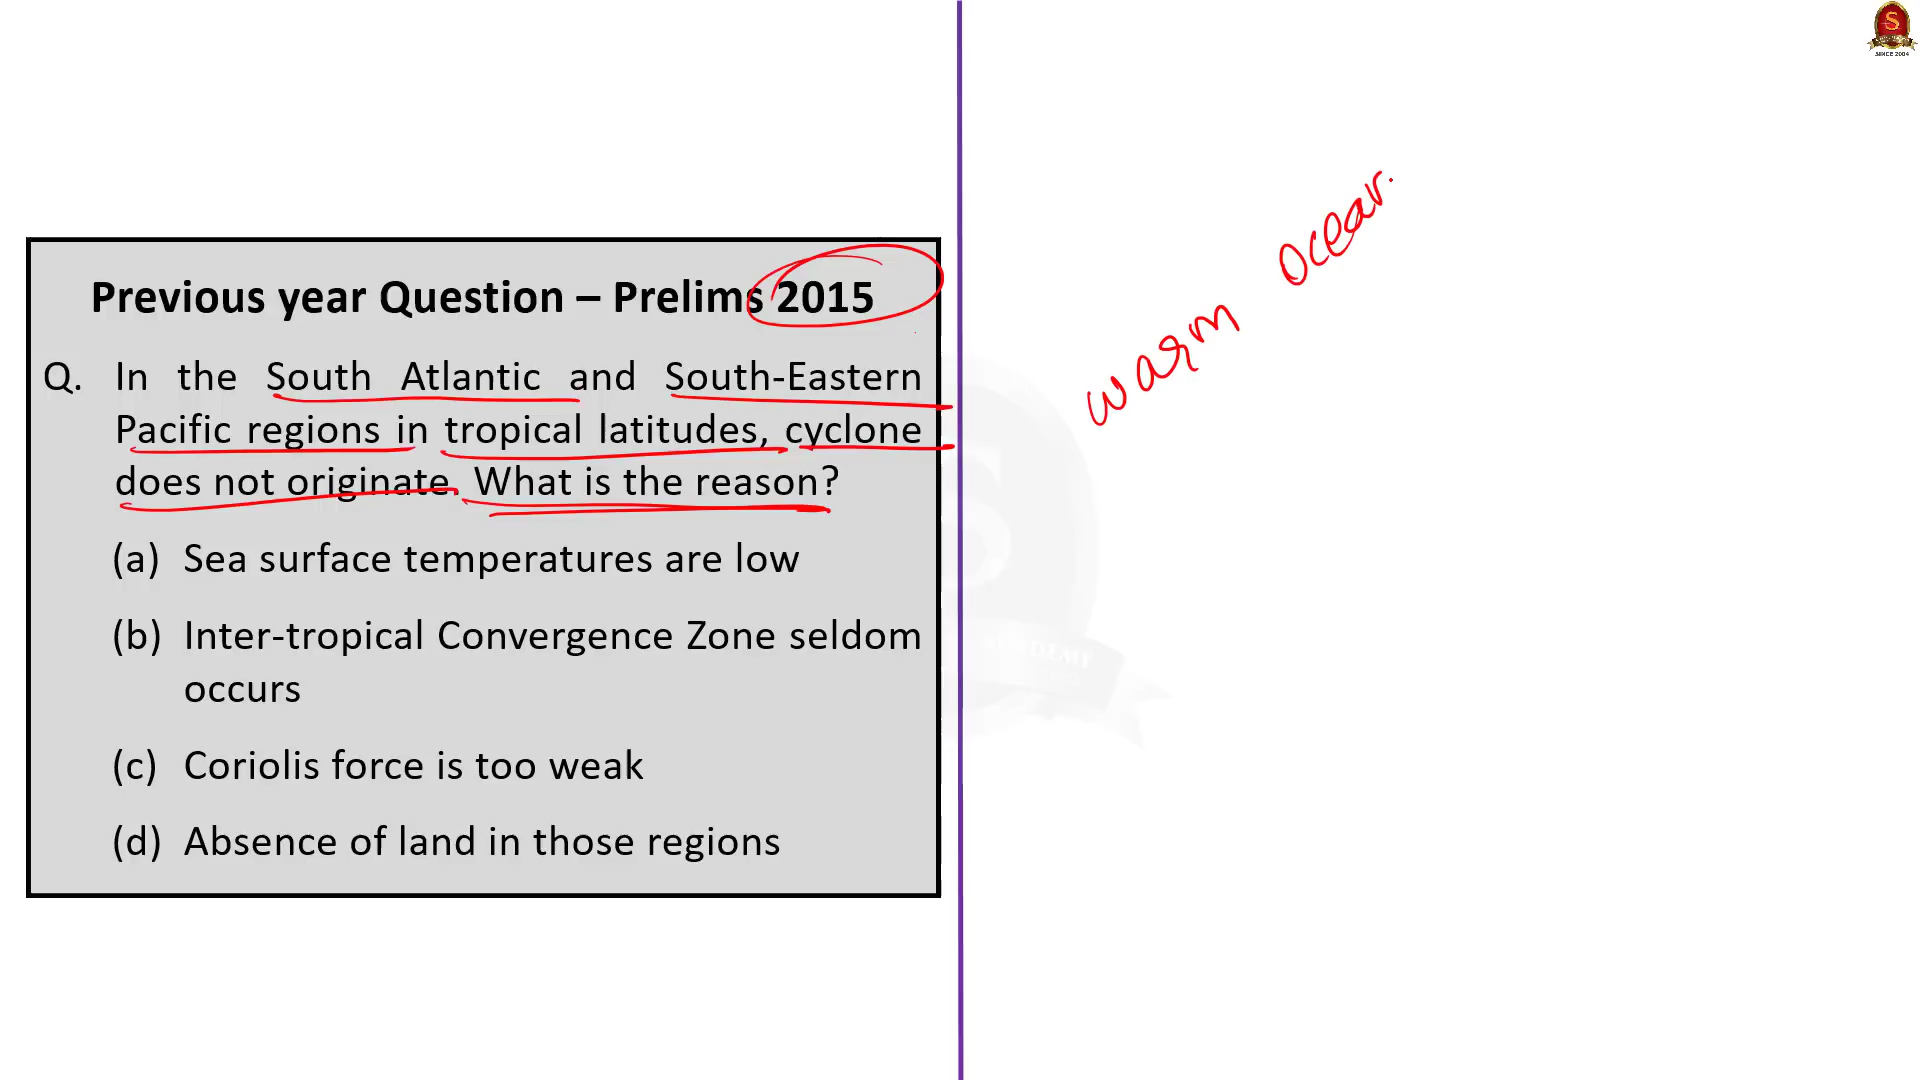 S
SINCE 2004
Previous year Question – Prelims 2015
Q. In the South Atlantic and South-Eastern
Pacific regions in tropical latitudes, cyclone
does not originate. What is the reason?
(a) Sea surface temperatures are low
(b) Inter-tropical Convergence Zone seldom
occurs
(c) Coriolis force is too weak
(d) Absence of land in those regions
warm Ocear